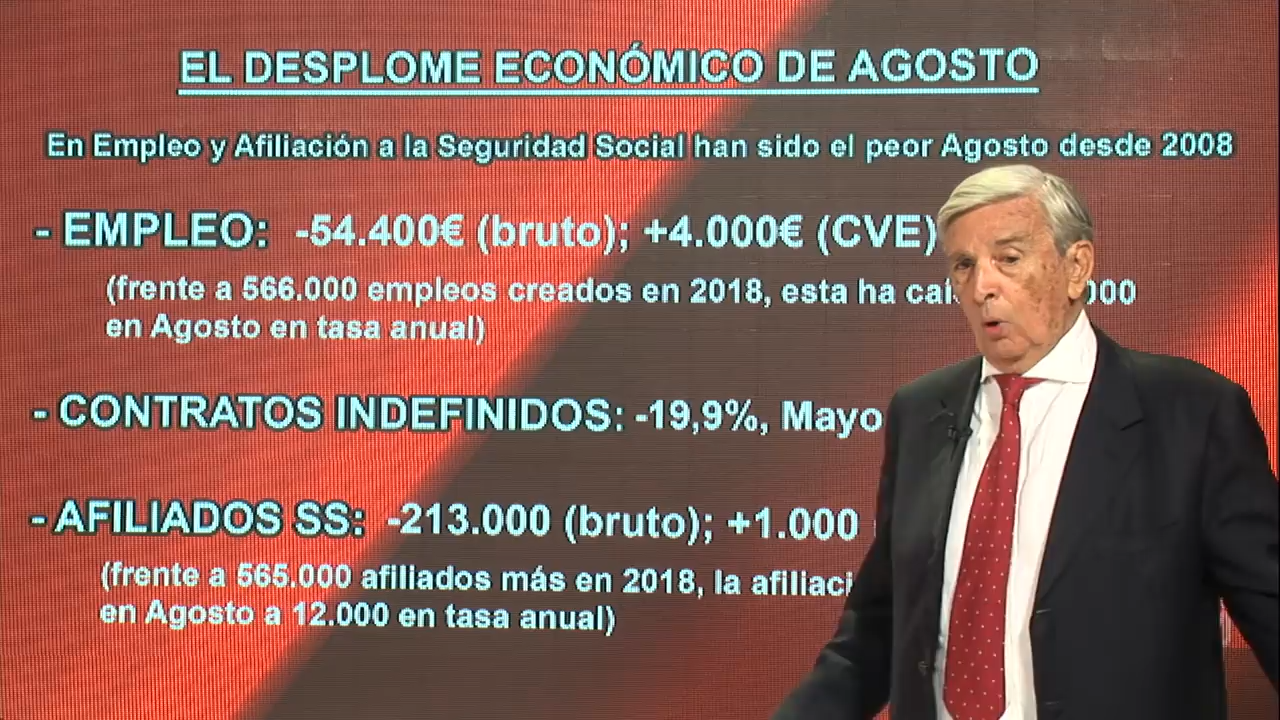 EL DESPLOME ECONÓMICO DE AGOSTO
En Empleo y Afiliación a la Seguridad Social han sido el peor Agosto desde 2008
- EMPLEO: -54.400€ (bruto); +4.000€ (CVE)
(frente a 566.000 empleos creados en 2018, esta ha
en Agosto en tasa anual)
- CONTRATOS INDEFINIDOS: -19,9%, Mayo
- AFILIADOS SS: -213.000 (bruto); +1.000
(frente a 565.000 afiliados más en 2018, la
en Agosto a 12.000 en tasa anual)